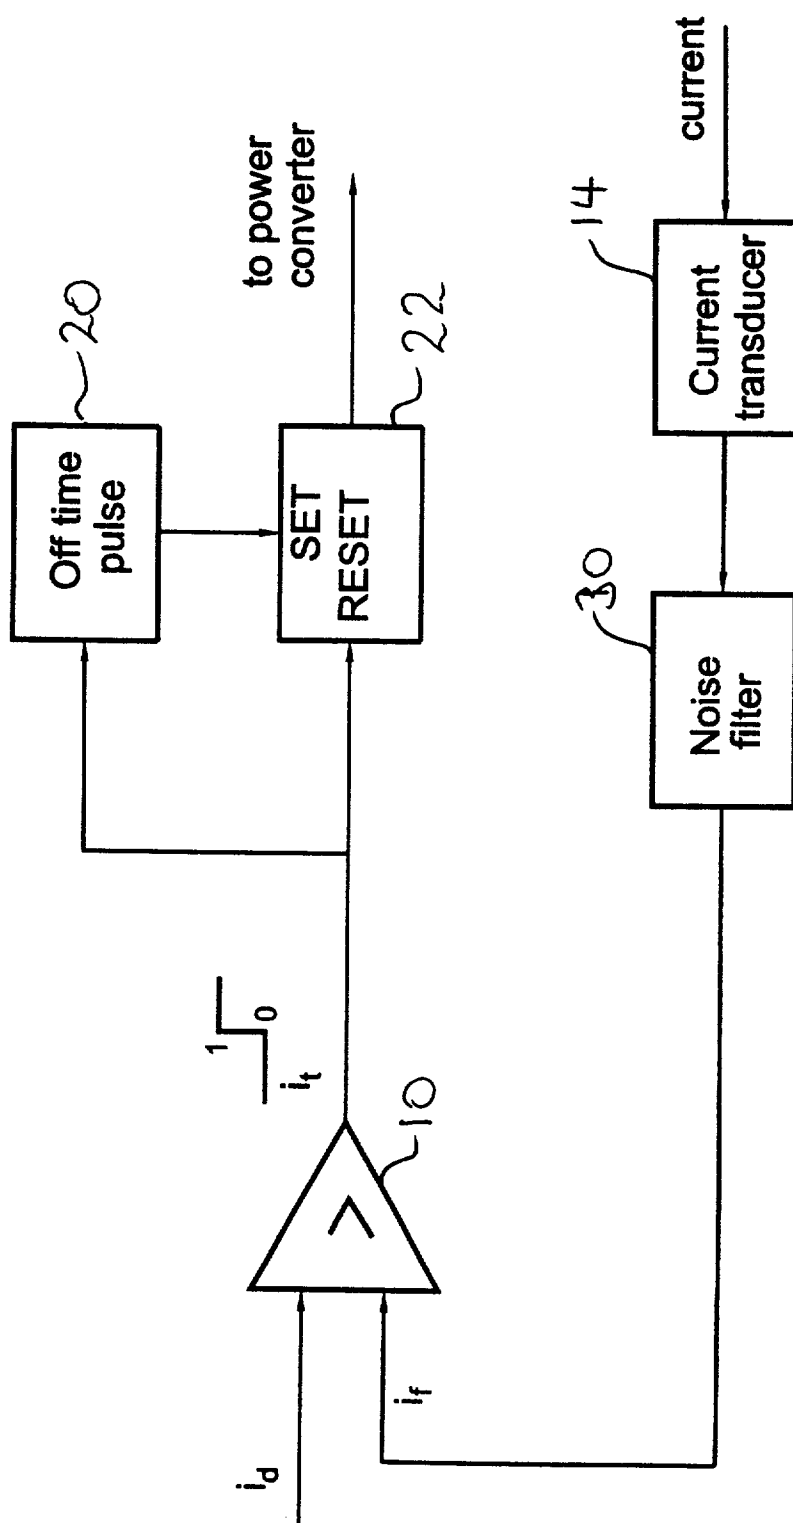 i_d
i_f
10
i_t
1
0
Off time
pulse
20
SET
RESET
22
to power
converter
Noise
filter
30
Current
transducer
14
current